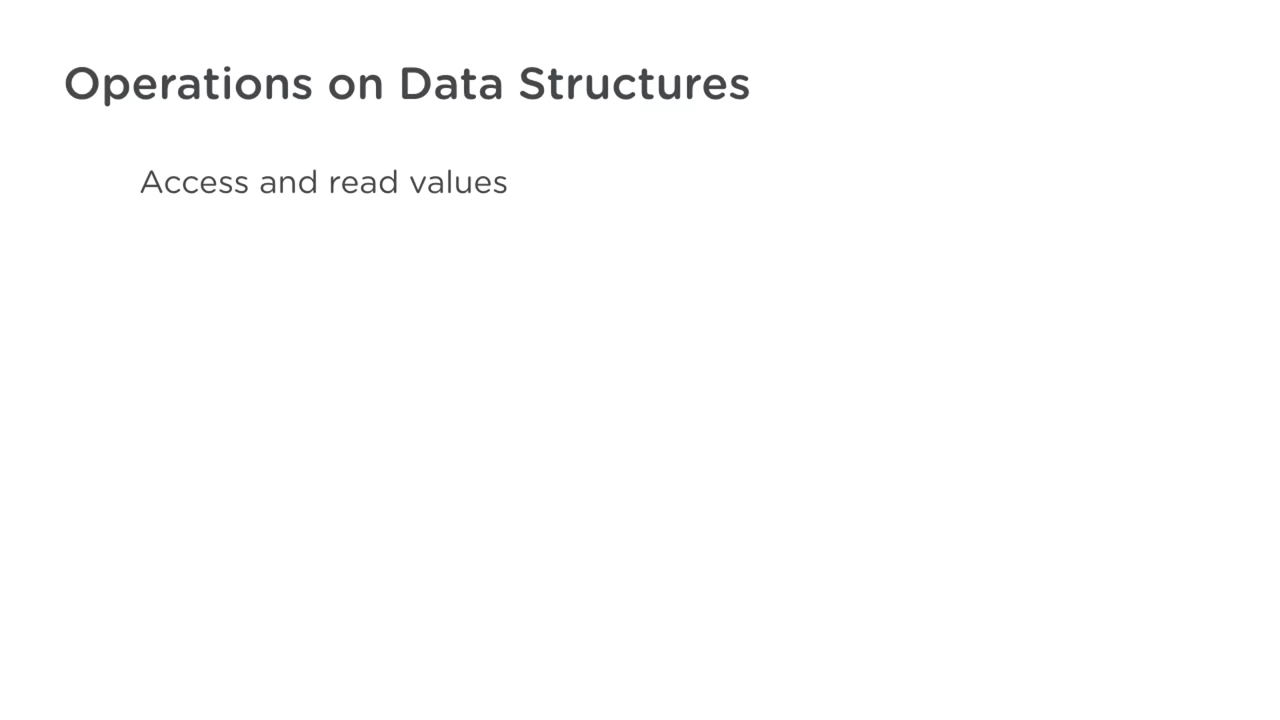 Operations on Data Structures
Access and read values